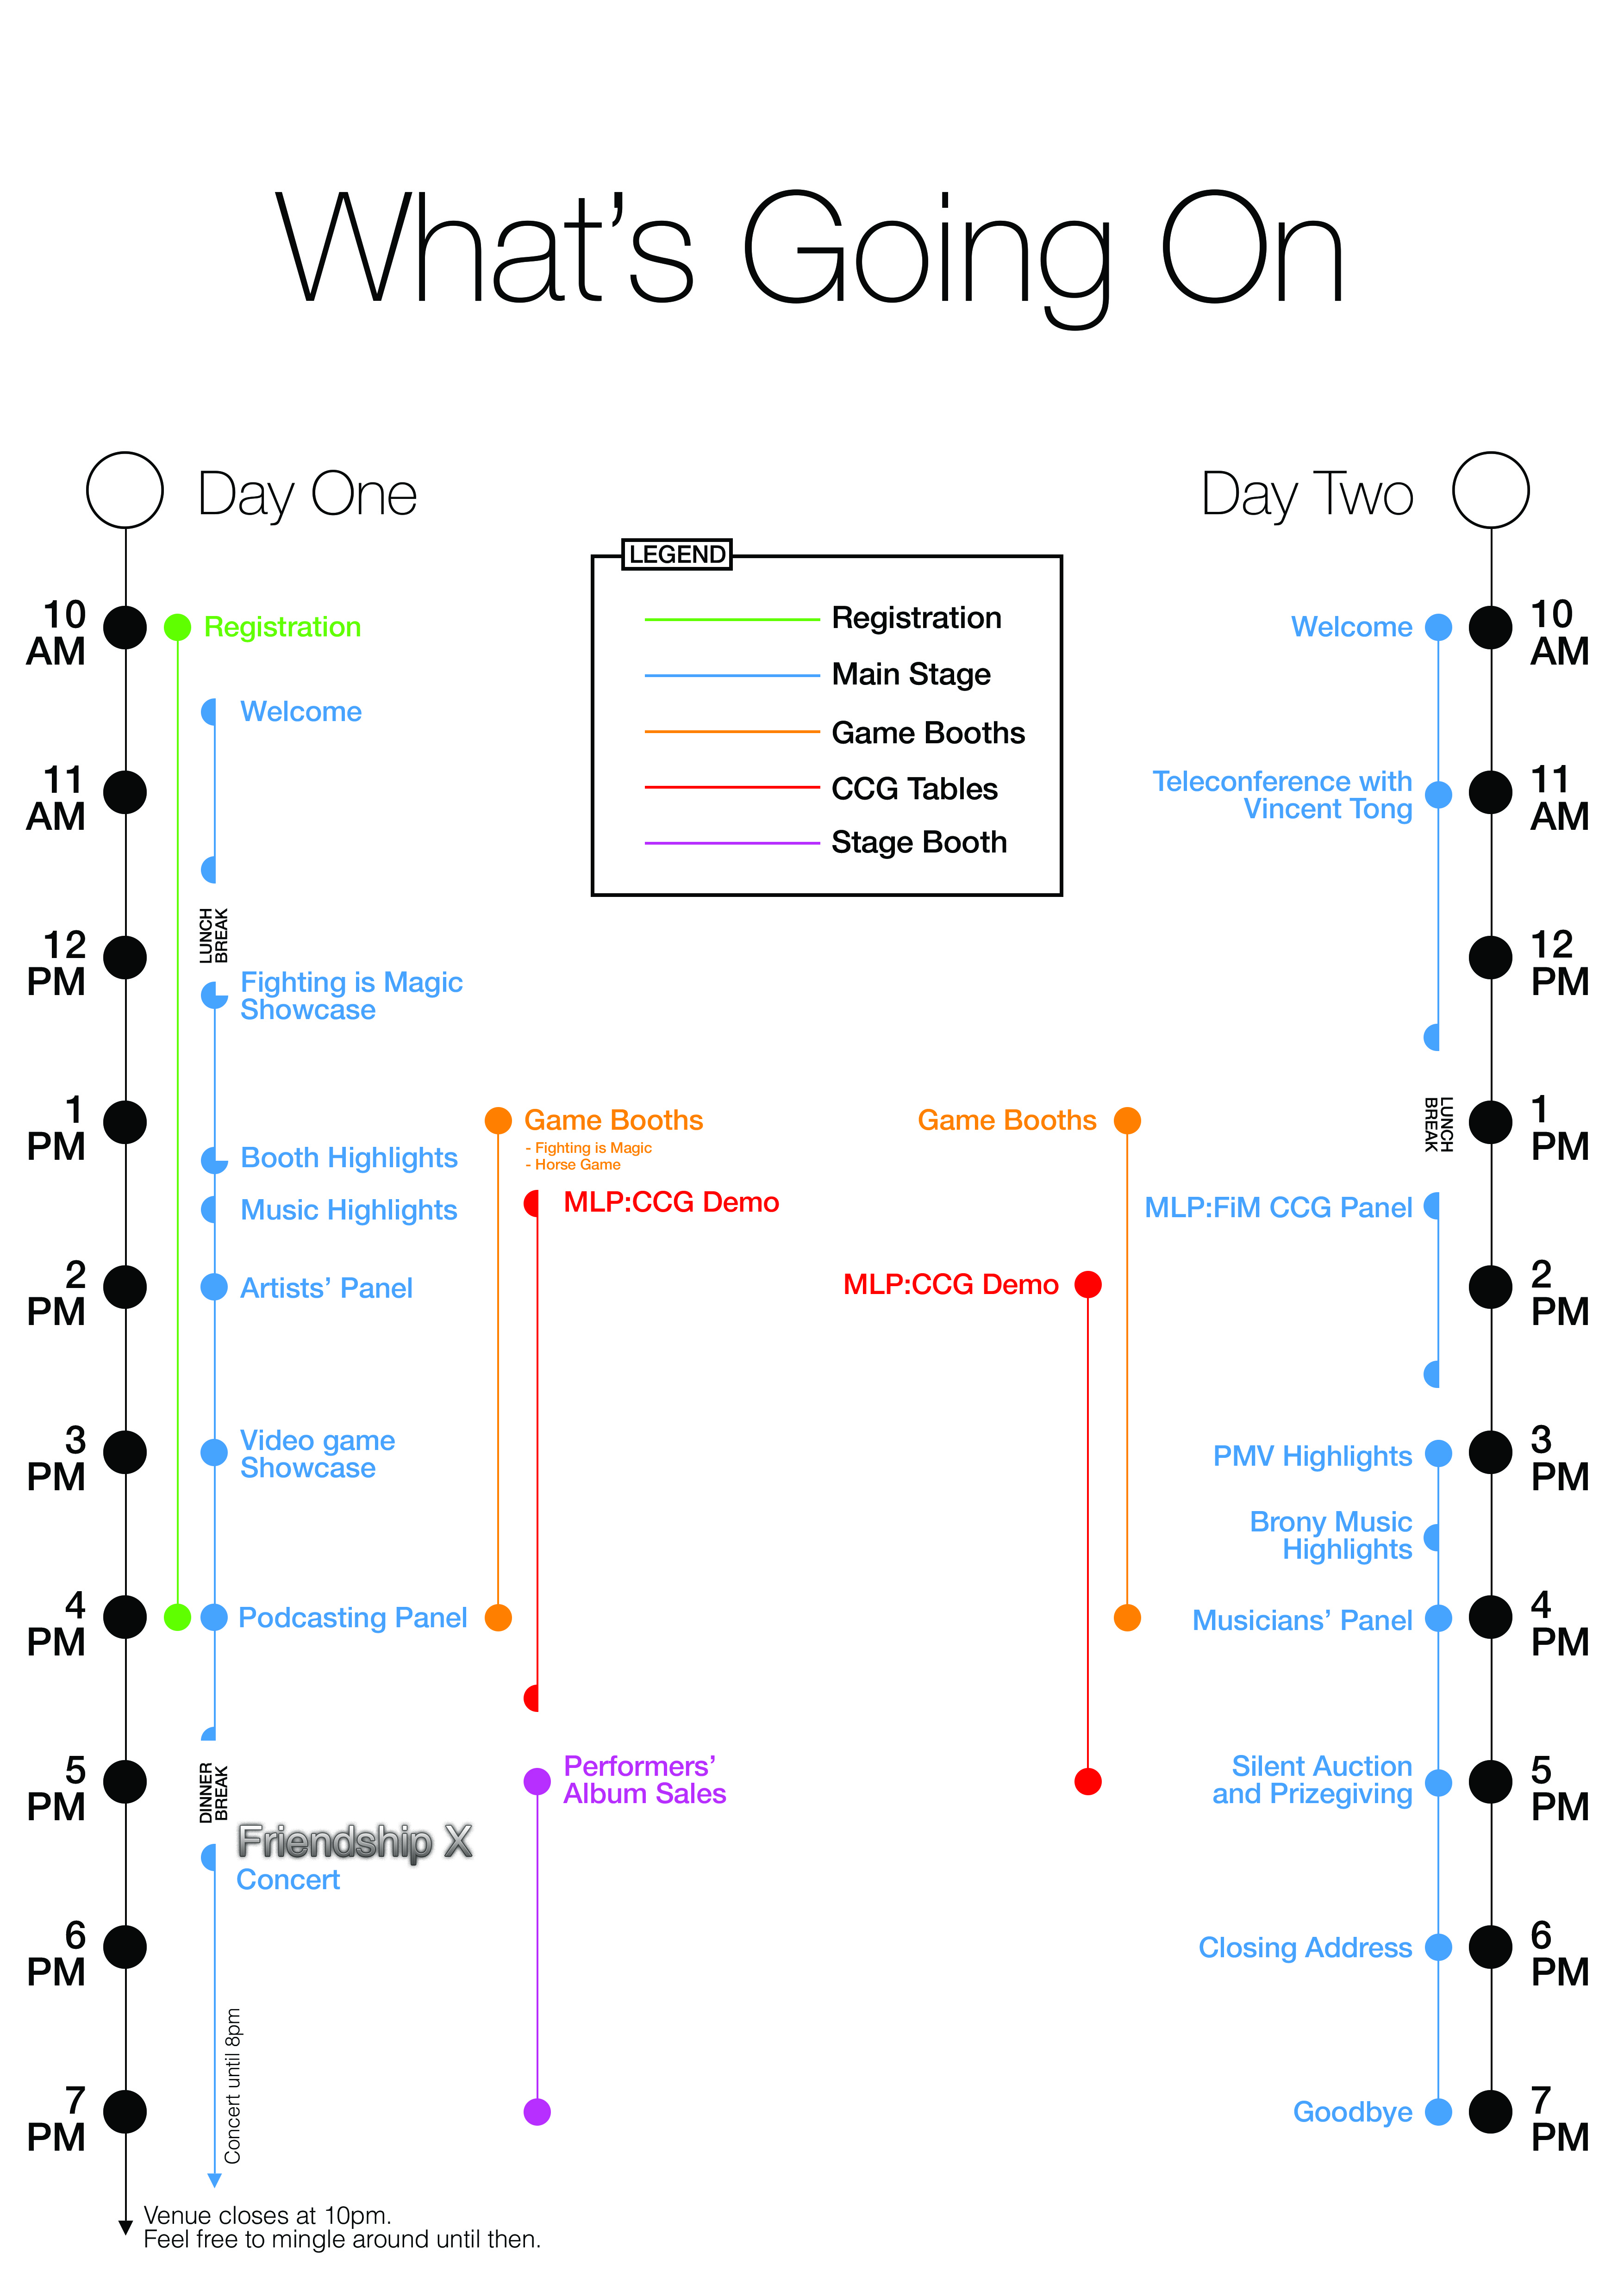 What’s Going On
Day One
10
AM
11
AM
12
PM
1
PM
2
PM
3
PM
4
PM
5
PM
6
PM
7
PM
Registration
Welcome
LUNCH
BREAK
Fighting is Magic
Showcase
Booth Highlights
Music Highlights
Artists’ Panel
Video game
Showcase
Podcasting Panel
DINNER
BREAK
Friendship X
Concert
Concert until 8pm
Venue closes at 10pm.
Feel free to mingle around until then.
Game Booths
- Fighting is Magic
- Horse Game
MLP:CCG Demo
Performers’
Album Sales
LEGEND
Registration
Main Stage
Game Booths
CCG Tables
Stage Booth
Day Two
Game Booths
MLP:CCG Demo
Welcome
Teleconference with
Vincent Tong
LUNCH
BREAK
MLP:FiM CCG Panel
PMV Highlights
Brony Music
Highlights
Musicians’ Panel
Silent Auction
and Prizegiving
Closing Address
Goodbye
10
AM
11
AM
12
PM
1
PM
2
PM
3
PM
4
PM
5
PM
6
PM
7
PM